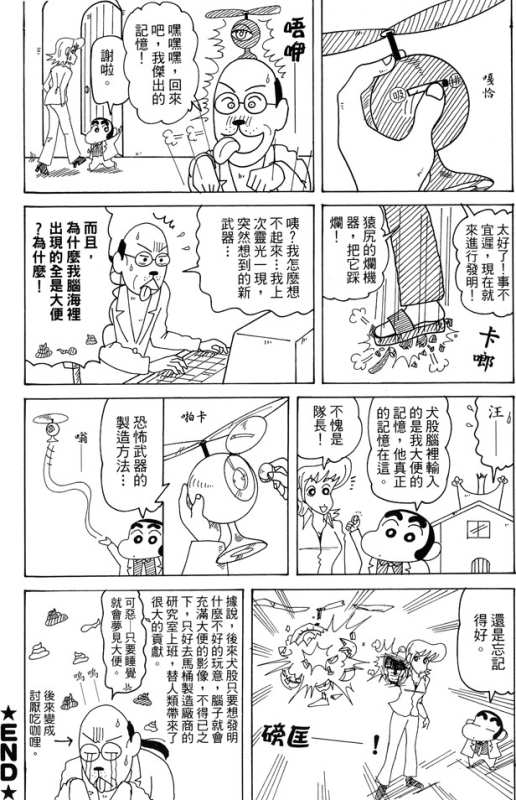 嘎恰
吸
排
嘿嘿嘿，回來
吧，我傑出的
記憶！
唔咿
謝啦。
太好了！事不
宜遲，現在就
來進行發明！
猿尻的爛機
器，把它踩
爛！
卡啷
咦？我怎麼想
不起來…我上
次靈光一現，
突然想到的新
武器…
而且，
為什麼我腦海裡
出現的全是大便
？為什麼！
汪——
犬股腦裡輸入
的是我大便的
記憶，他真正
的記憶在這。
不愧是
隊長！
啪卡
恐怖武器的
製造方法…
嗡
還是忘記
得好。
磅匡——！
據說，後來犬股只要想發明
什麼不好的玩意，腦子就會
充滿大便的影像，不得已之
下，只好去馬桶製造廠商的
研究室上班，替人類帶來了
很大的貢獻。
可惡！只要睡覺
就會夢見大便。
嗚
嗚
後來變成
討厭吃咖哩。
★END★